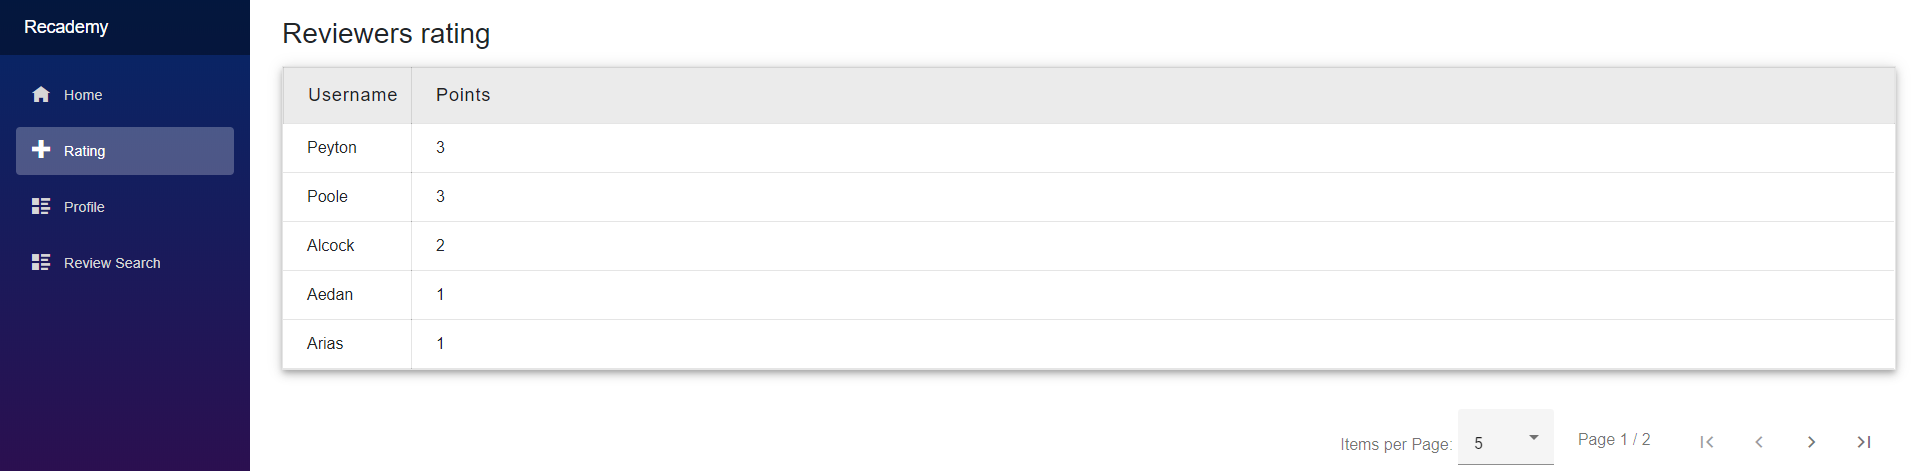 Recademy
Home
Rating
Profile
Review Search
Reviewers rating
Username Points
Peyton 3
Poole 3
Alcock 2
Aedan 1
Arias 1
Items per Page: 5 Page 1 / 2